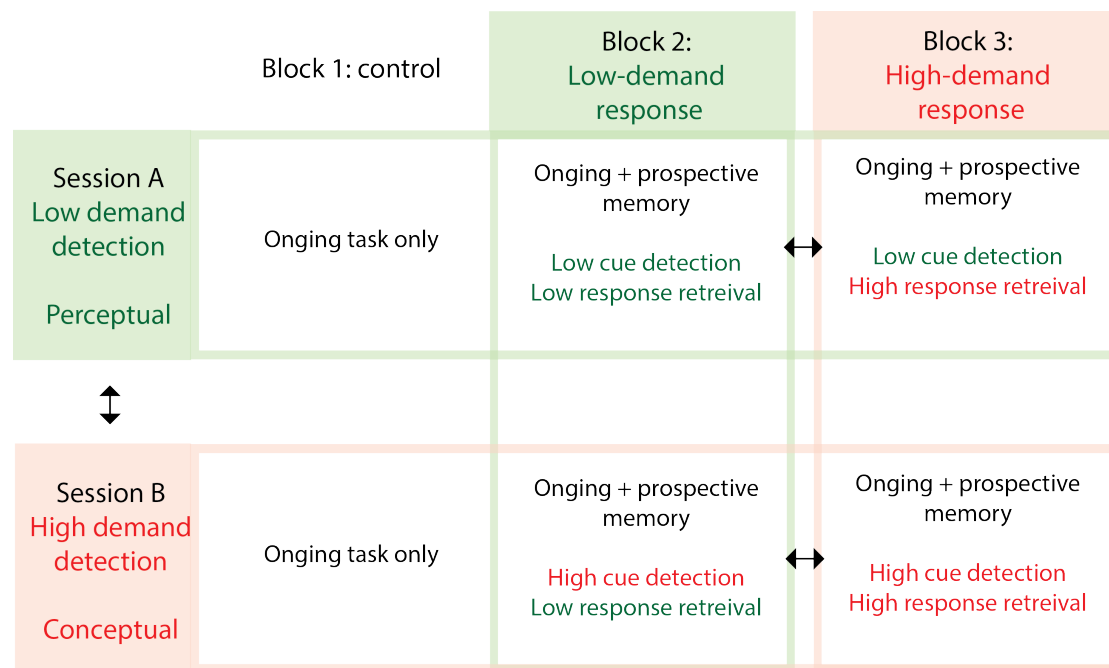 Block 1: control
Block 2:
Low-demand
response
Block 3:
High-demand
response
Session A
Low demand
detection
Perceptual
Onging task only
Onging + prospective
memory
Low cue detection
Low response retreival
Onging + prospective
memory
Low cue detection
High response retreival
Session B
High demand
detection
Conceptual
Onging task only
Onging + prospective
memory
High cue detection
Low response retreival
Onging + prospective
memory
High cue detection
High response retreival